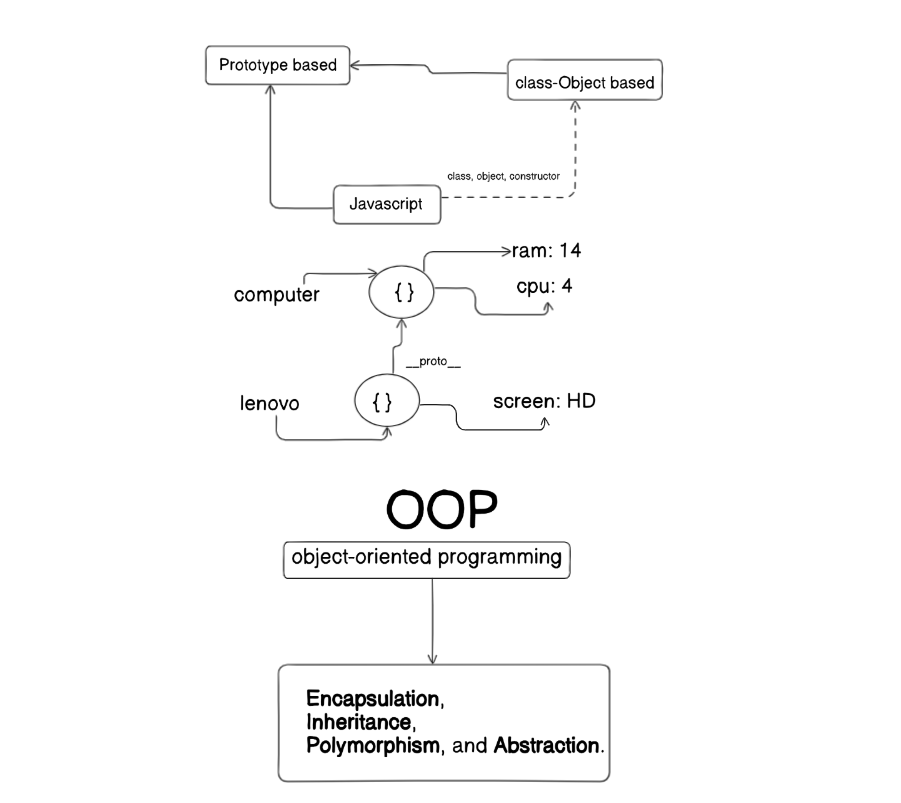 Prototype based
class-Object based
class, object, constructor
Javascript
ram: 14
{ }
cpu: 4
computer
__proto__
{ }
lenovo
screen: HD
OOP
object-oriented programming
Encapsulation,
Inheritance,
Polymorphism, and Abstraction.